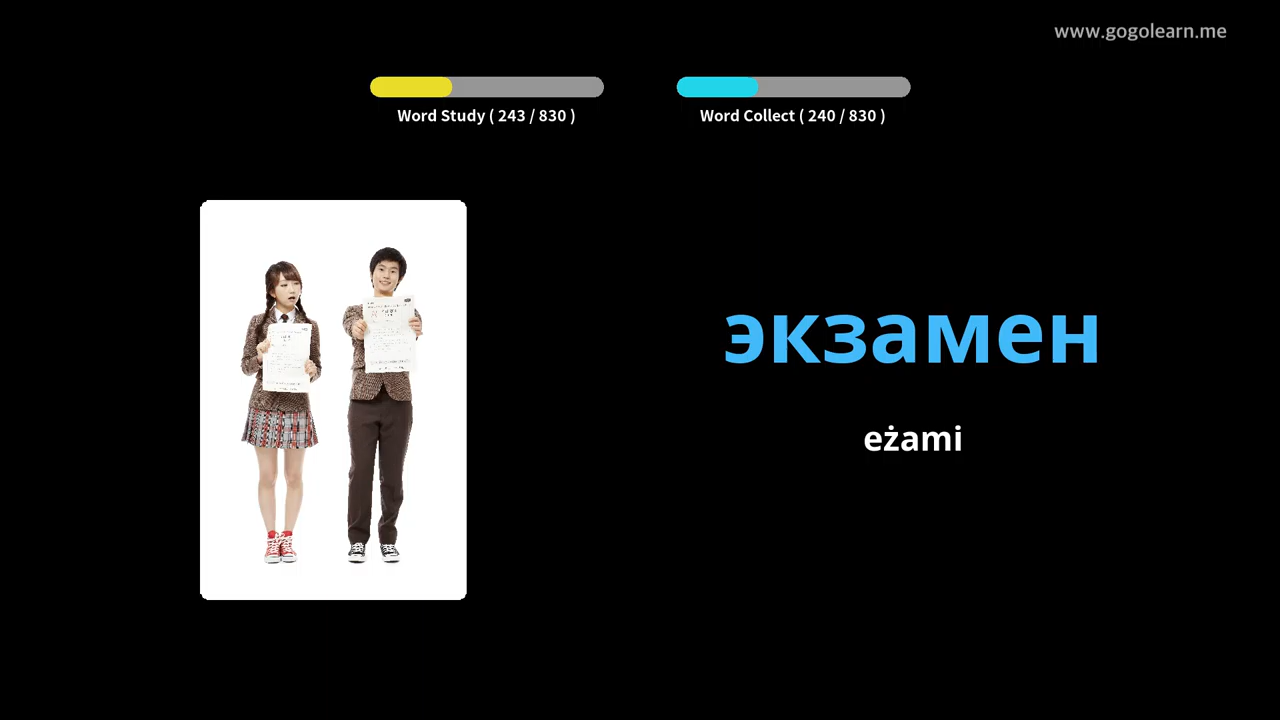 www.gogolearn.me
Word Study ( 243 / 830 )
Word Collect ( 240 / 830 )
экзамен
eżami